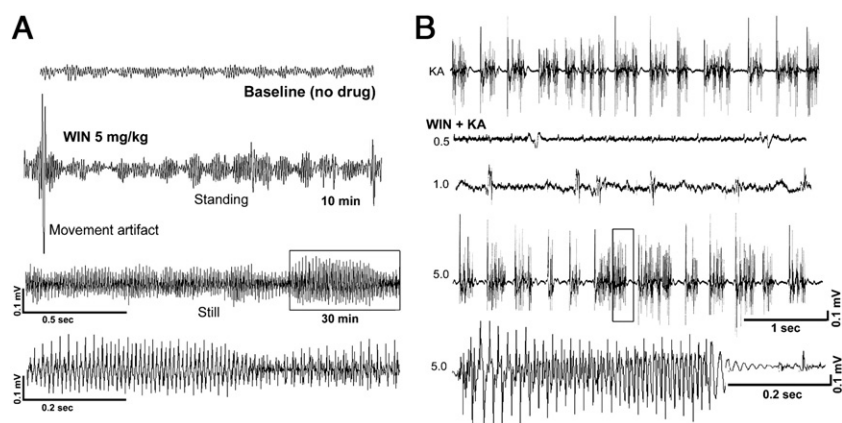 A
Baseline (no drug)
WIN 5 mg/kg
Standing
10 min
Movement artifact
0.1 mV
0.5 sec
Still
30 min
0.1 mV
0.2 sec
B
KA
WIN + KA
0.5
1.0
5.0
0.1 mV
1 sec
5.0
0.1 mV
0.2 sec